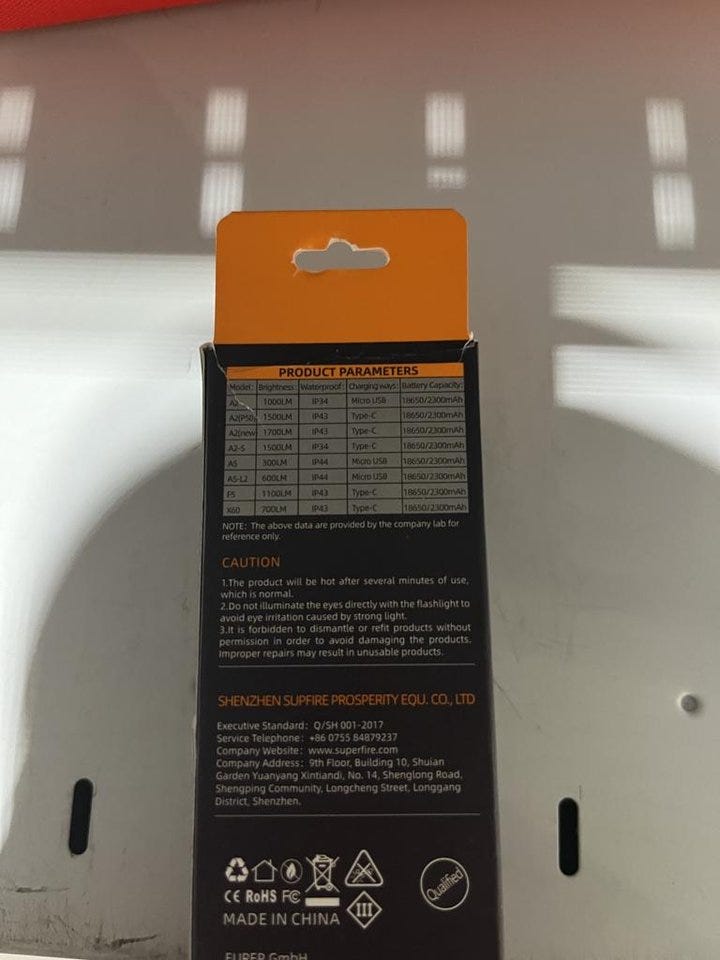 PRODUCT PARAMETERS
Model: Brightness: Waterproof: Charging ways: Battery Capacity:
A2 1000LM IP34 Micro USB 18650/2300mAh
A2(P50) 1500LM IP43 Type-C 18650/2300mAh
A2(new 1700LM IP43 Type-C 18650/2300mAh
A2-S 1500LM IP34 Type-C 18650/2300mAh
A5 300LM IP44 Micro USB 18650/2300mAh
A5-L2 600LM IP44 Micro USB 18650/2300mAh
F5 1100LM IP43 Type-C 18650/2300mAh
X60 700LM IP43 Type-C 18650/2300mAh
NOTE: The above data are provided by the company lab for
reference only.
CAUTION
1.The product will be hot after several minutes of use,
which is normal.
2.Do not illuminate the eyes directly with the flashlight to
avoid eye irritation caused by strong light.
3.It is forbidden to dismantle or refit products without
permission in order to avoid damaging the products.
Improper repairs may result in unusable products.
SHENZHEN SUPFIRE PROSPERITY EQU. CO., LTD
Executive Standard: Q/SH 001-2017
Service Telephone: +86 0755 84879237
Company Website: www.superfire.com
Company Address: 9th Floor, Building 10, Shuian
Garden Yuanyang Xintiandi, No. 14, Shenglong Road,
Shengping Community, Longcheng Street, Longgang
District, Shenzhen.
CE RoHS FC
III
Qualified
MADE IN CHINA
EUREP GmbH